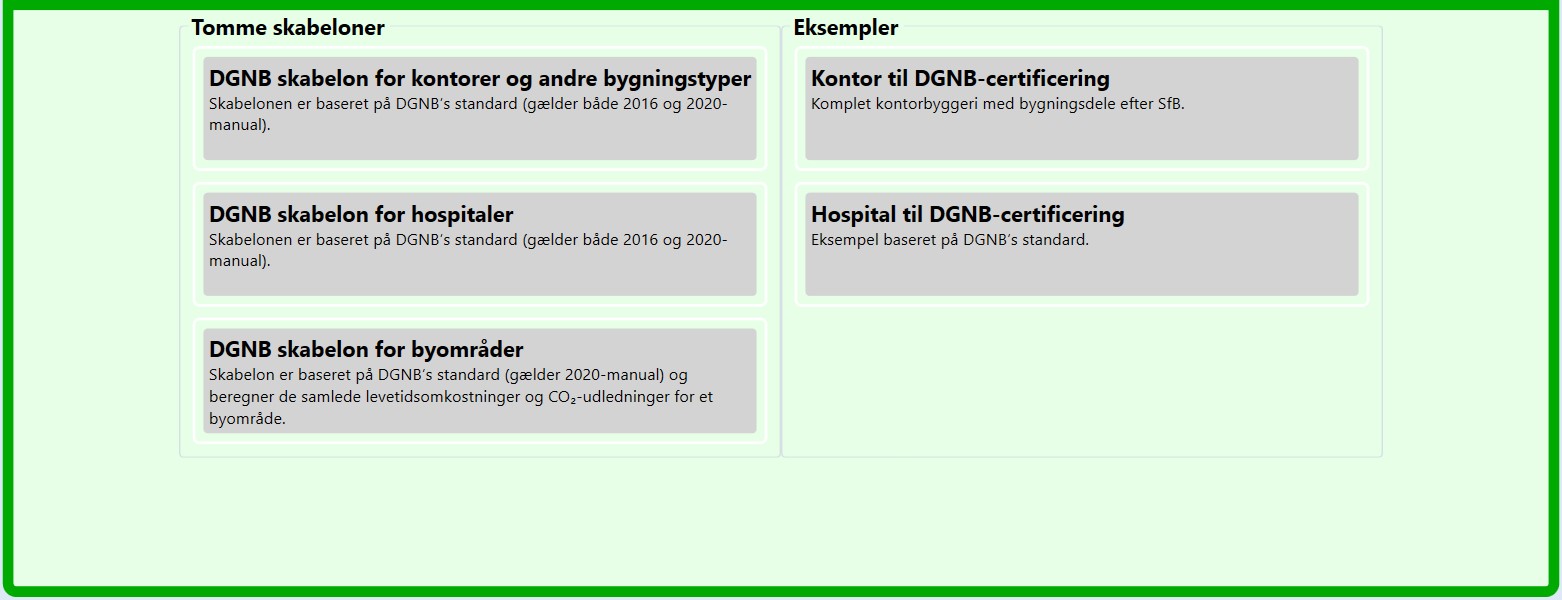 Tomme skabeloner
DGNB skabelon for kontorer og andre bygningstyper
Skabelonen er baseret på DGNB's standard (gælder både 2016 og 2020-
manual).
DGNB skabelon for hospitaler
Skabelonen er baseret på DGNB's standard (gælder både 2016 og 2020-
manual).
DGNB skabelon for byområder
Skabelon er baseret på DGNB's standard (gælder 2020-manual) og
beregner de samlede levetidsomkostninger og CO₂-udledninger for et
byområde.
Eksempler
Kontor til DGNB-certificering
Komplet kontorbyggeri med bygningsdele efter SfB.
Hospital til DGNB-certificering
Eksempel baseret på DGNB's standard.